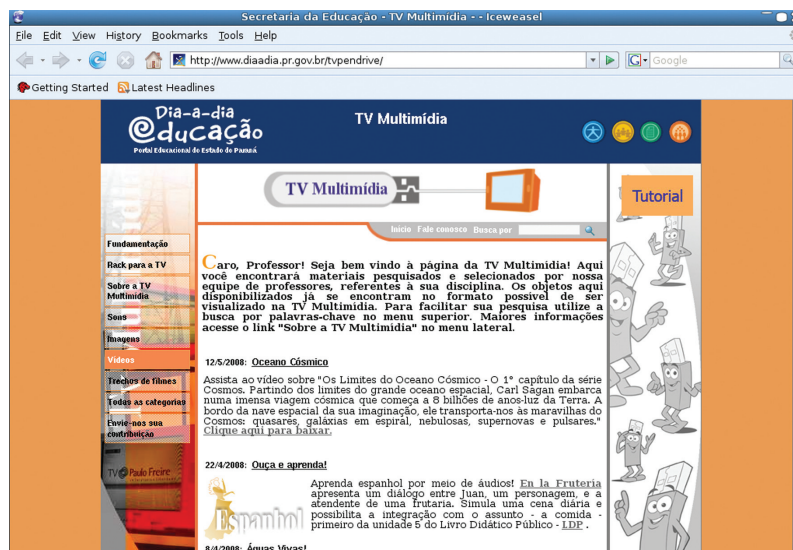 Secretaria da Educação - TV Multimídia - - Iceweasel
File Edit View History Bookmarks Tools Help
http://www.diaadia.pr.gov.br/tvpendrive/
G Google
Getting Started Latest Headlines
Dia-a-dia
educação
Portal Educacional do Estado do Paraná
TV Multimídia
TV Multimídia
Tutorial
Início Fale conosco Busca por
Fundamentação
Rack para a TV
Sobre a TV
Multimídia
Sons
Imagens
Vídeos
Trechos de filmes
Todas as categorias
Envie-nos sua
contribuição
TV Paulo Freire
Caro, Professor! Seja bem vindo à página da TV Multimidia! Aqui
você encontrará materiais pesquisados e selecionados por nossa
equipe de professores, referentes à sua disciplina. Os objetos aqui
disponibilizados já se encontram no formato possível de ser
visualizado na TV Multimidia. Para facilitar sua pesquisa utilize a
busca por palavras-chave no menu superior. Maiores informações
acesse o link "Sobre a TV Multimidia" no menu lateral.
12/5/2008: Oceano Cósmico
Assista ao vídeo sobre "Os Limites do Oceano Cósmico - O 1° capítulo da série
Cosmos. Partindo dos limites do grande oceano espacial, Carl Sagan embarca
numa imensa viagem cósmica que começa a 8 bilhões de anos-luz da Terra. A
bordo da nave espacial da sua imaginação, ele transporta-nos às maravilhas do
Cosmos: quasares, galáxias em espiral, nebulosas, supernovas e pulsares."
Clique aqui para baixar.
22/4/2008: Ouça e aprenda!
Espanhol
Aprenda espanhol por meio de áudios! En la Fruteria
apresenta um diálogo entre Juan, um personagem, e a
atendente de uma frutaria. Simula uma cena diária e
possibilita a integração com o assunto - a comida -
primeiro da unidade 5 do Livro Didático Público - LDP .
8/4/2008: Águas Vivas!